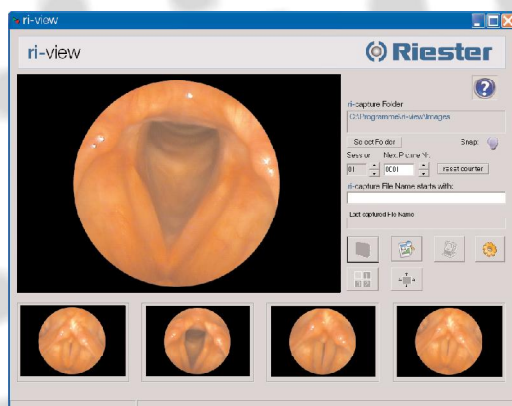 ri-view
ri-view
Riester
ri-capture Folder
C:\Programme\ri-view\Images
Select Folder
Snap:
Session
Next Picture Nr.
01
0001
reset counter
ri-capture File Name starts with:
Last captured File Name